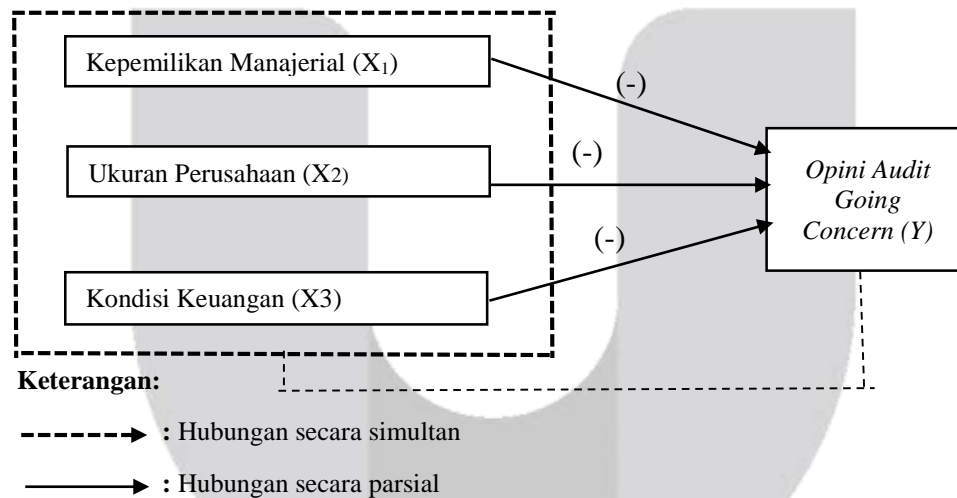 Kepemilikan Manajerial (X₁)
(-)
Ukuran Perusahaan (X2)
(-)
Kondisi Keuangan (X3)
(-)
Opini Audit
Going
Concern (Y)
Keterangan:
: Hubungan secara simultan
: Hubungan secara parsial